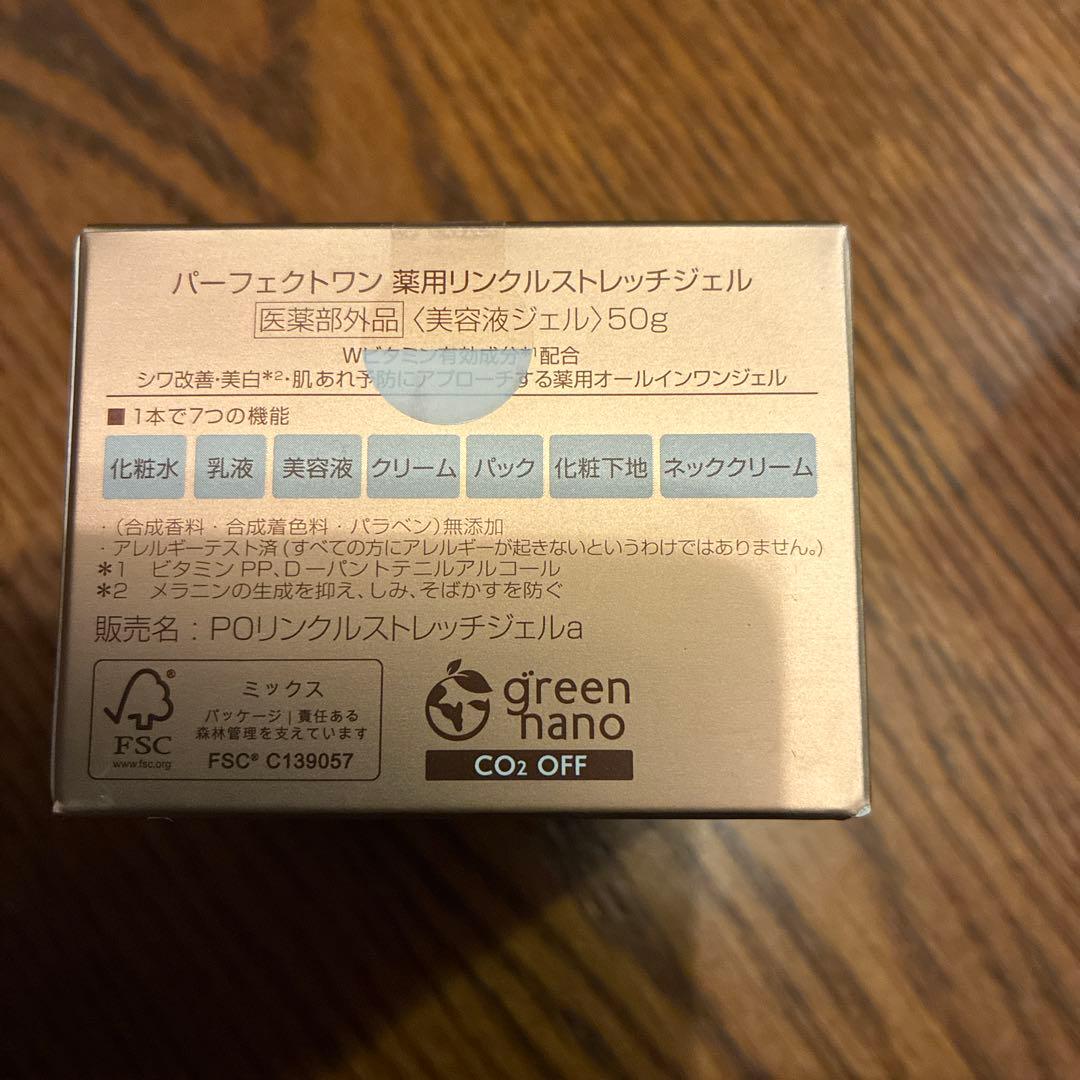 パーフェクトワン 薬用リンクルストレッチジェル
医薬部外品〈美容液ジェル〉50g
Wビタミン有効成分*¹配合
シワ改善・美白*²・肌あれ予防にアプローチする薬用オールインワンジェル
■1本で7つの機能
化粧水 乳液 美容液 クリーム パック 化粧下地 ネッククリーム
・(合成香料・合成着色料・パラベン)無添加
・アレルギーテスト済(すべての方にアレルギーが起きないというわけではありません。)
*1 ビタミンPP、D-パントテニルアルコール
*2 メラニンの生成を抑え、しみ、そばかすを防ぐ
販売名:POリンクルストレッチジェルa
FSC®
www.fsc.org
ミックス
パッケージ|責任ある
森林管理を支えています
FSC® C139057
green
nano
CO₂ OFF